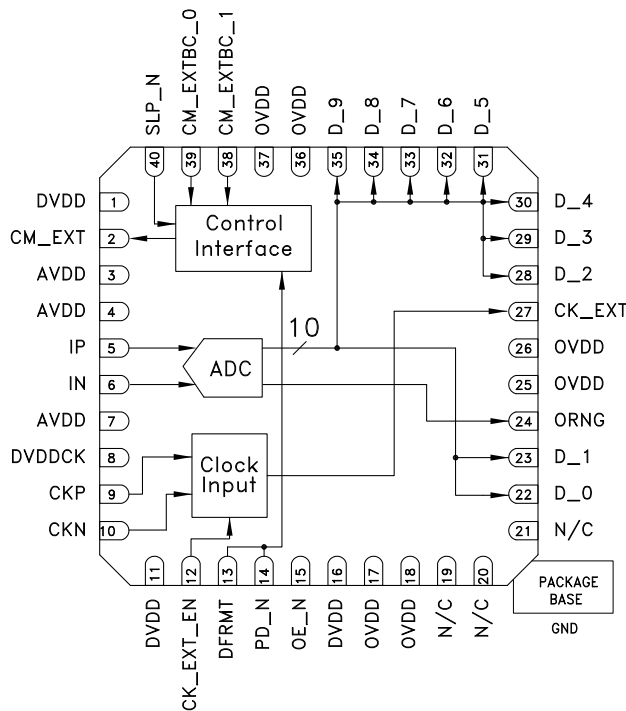 SLP_N
CM_EXTBC_0
CM_EXTBC_1
OVDD
OVDD
D_9
D_8
D_7
D_6
D_5
40
39
38
37
36
35
34
33
32
31
DVDD 1
CM_EXT 2
AVDD 3
AVDD 4
IP 5
IN 6
AVDD 7
DVDDCK 8
CKP 9
CKN 10
Control
Interface
10
ADC
Clock
Input
30 D_4
29 D_3
28 D_2
27 CK_EXT
26 OVDD
25 OVDD
24 ORNG
23 D_1
22 D_0
21 N/C
11
12
13
14
15
16
17
18
19
20
DVDD
CK_EXT_EN
DFRMT
PD_N
OE_N
DVDD
OVDD
OVDD
N/C
N/C
PACKAGE
BASE
GND